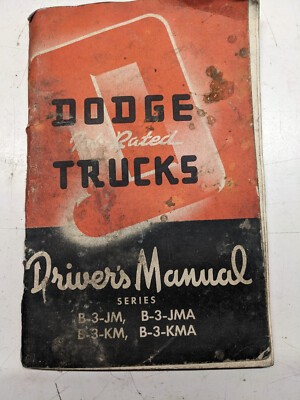 DODGE
Job-Rated
TRUCKS
Driver's Manual
SERIES
B-3-JM, B-3-JMA
B-3-KM, B-3-KMA